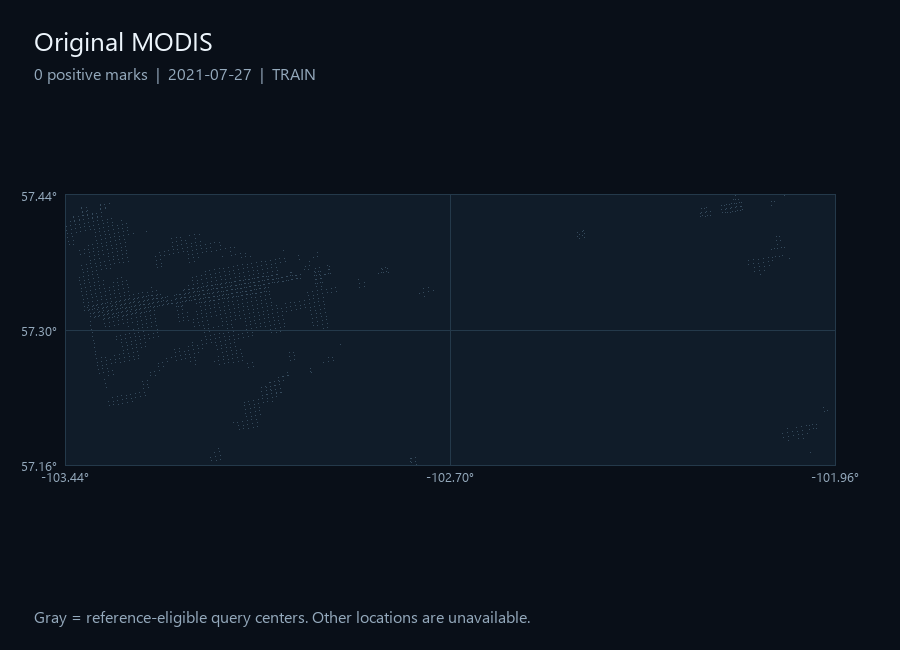 Original MODIS
0 positive marks | 2021-07-27 | TRAIN
57.44°
57.30°
57.16°
-103.44°
-102.70°
-101.96°
Gray = reference-eligible query centers. Other locations are unavailable.